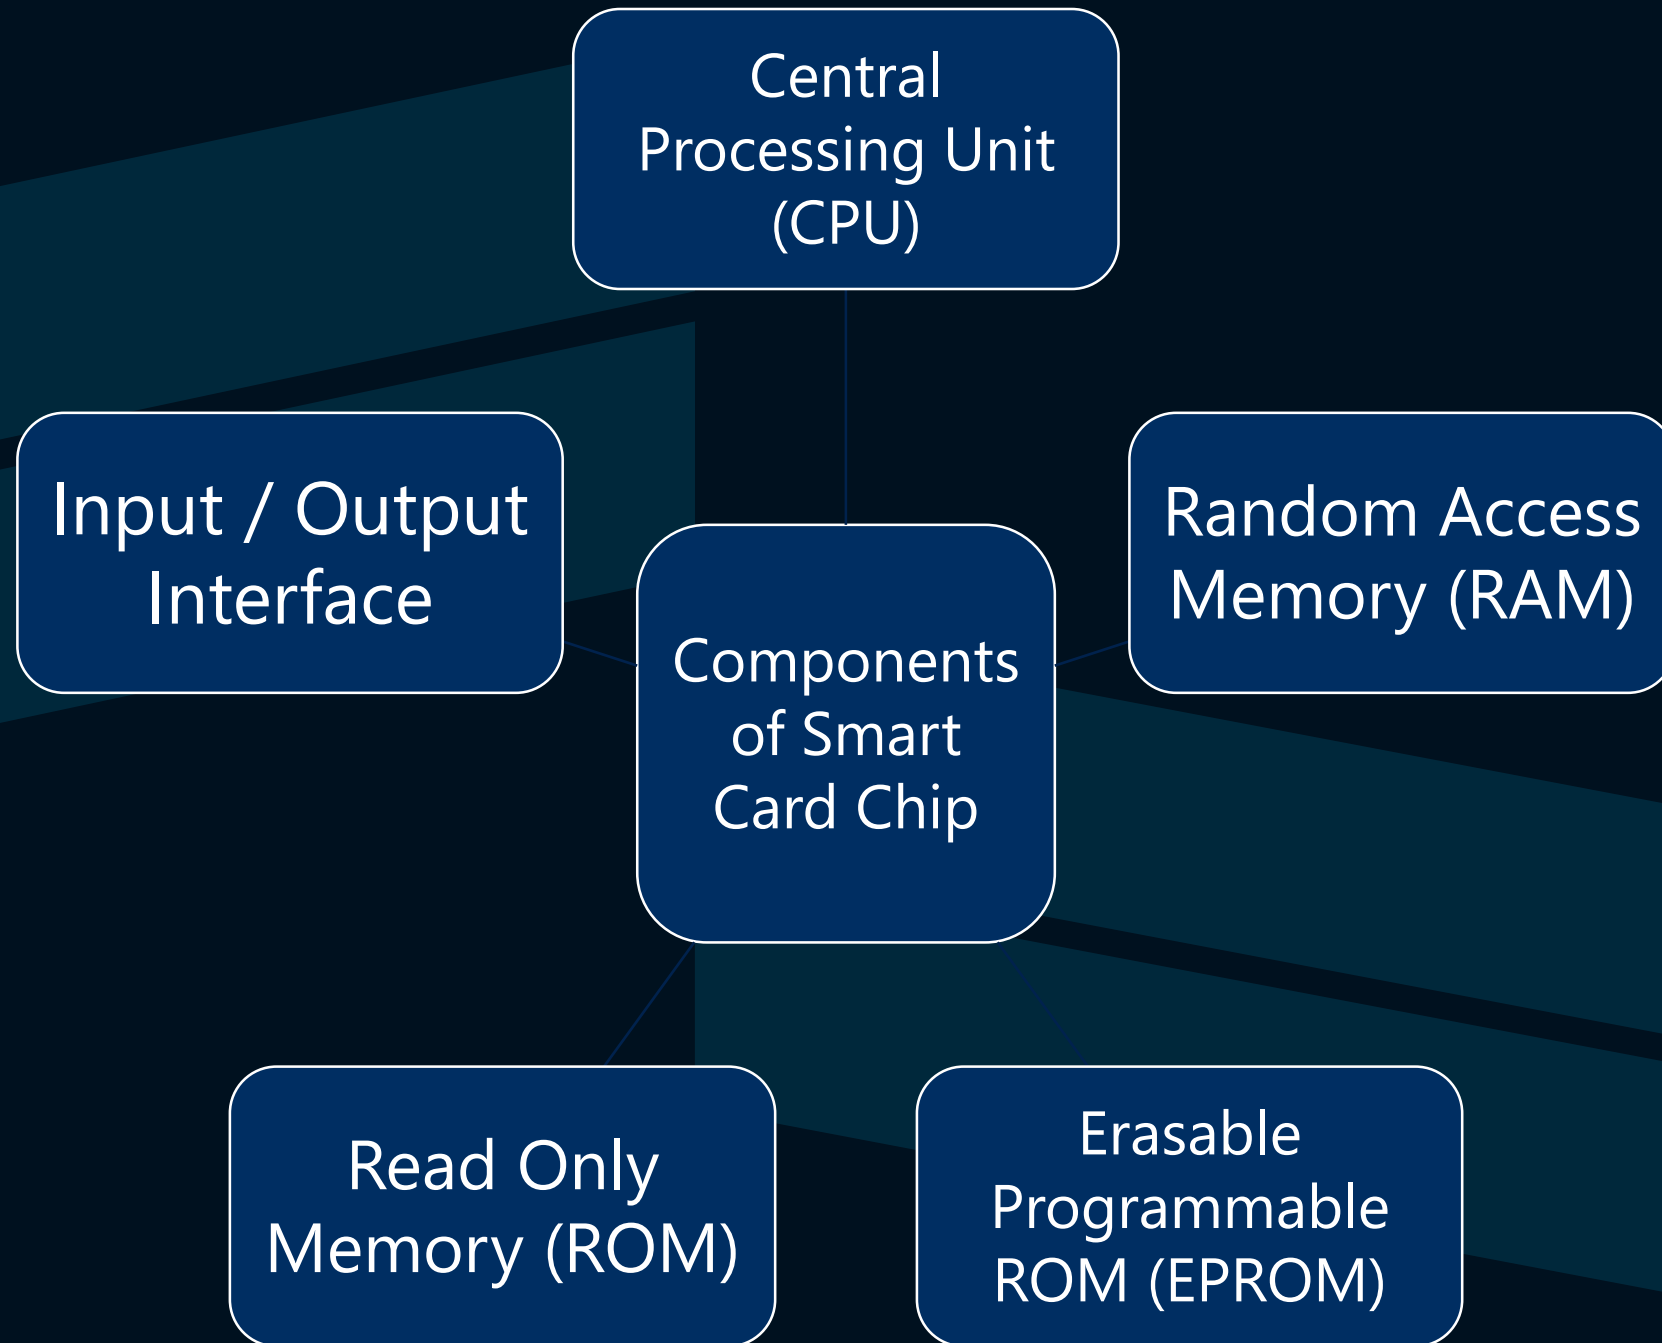 Central
Processing Unit
(CPU)
Input / Output
Interface
Random Access
Memory (RAM)
Components
of Smart
Card Chip
Read Only
Memory (ROM)
Erasable
Programmable
ROM (EPROM)